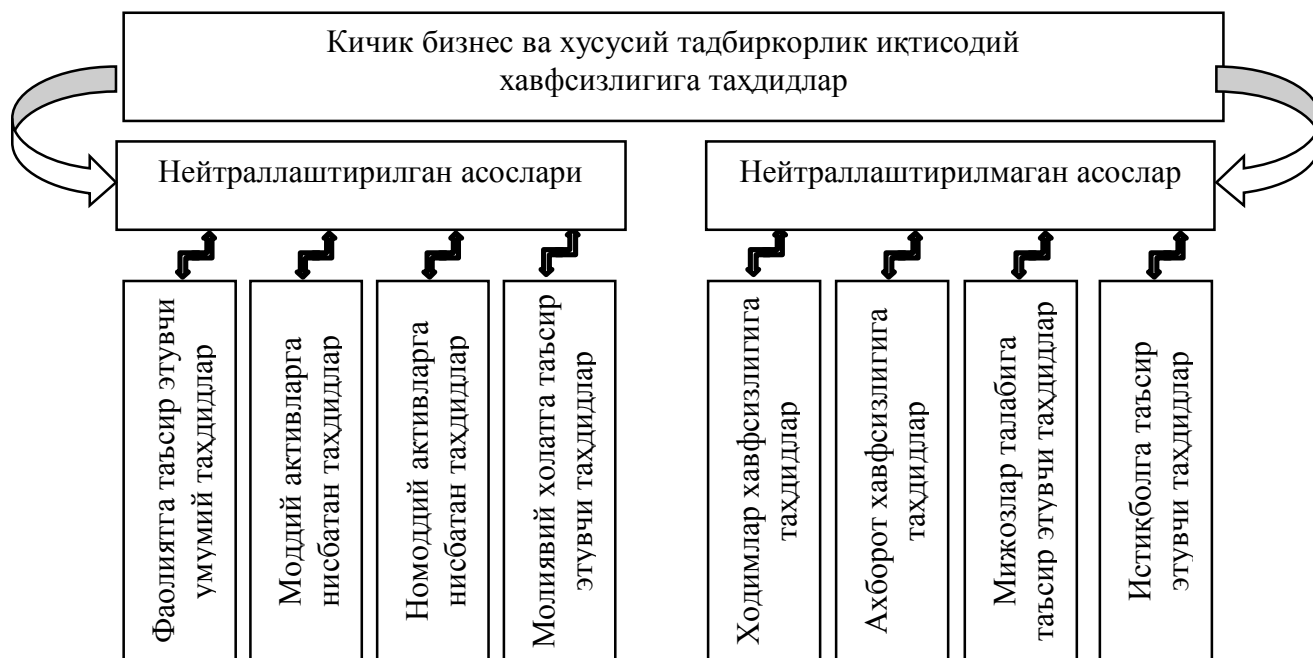 Кичик бизнес ва хусусий тадбиркорлик иқтисодий
хавфсизлигига таҳдидлар
Нейтраллаштирилган асослари
Нейтраллаштирилмаган асослар
Фаолиятга таъсир этувчи
умумий таҳдидлар
Моддий активларга
нисбатан таҳдидлар
Номоддий активларга
нисбатан таҳдидлар
Молиявий холатга таъсир
этувчи таҳдидлар
Ходимлар хавфсизлигига
таҳдидлар
Ахборот хавфсизлигига
таҳдидлар
Мижозлар талабига
таъсир этувчи таҳдидлар
Истиқболга таъсир
этувчи таҳдидлар